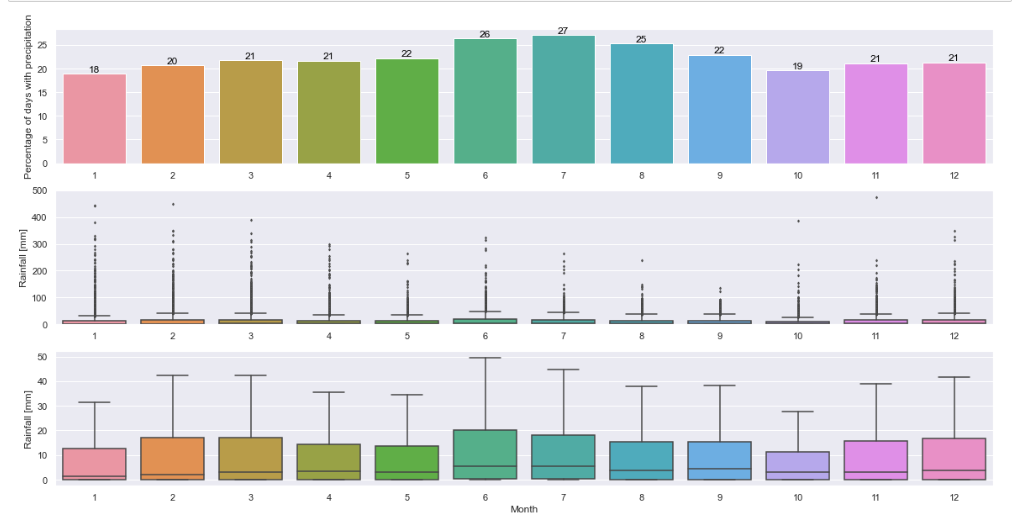 Percentage of days with precipitation
25
20
15
10
5
0
18 20 21 21 22 26 27 25 22 19 21 21
1 2 3 4 5 6 7 8 9 10 11 12
Rainfall [mm]
500
400
300
200
100
0
1 2 3 4 5 6 7 8 9 10 11 12
Rainfall [mm]
50
40
30
20
10
0
1 2 3 4 5 6 7 8 9 10 11 12
Month